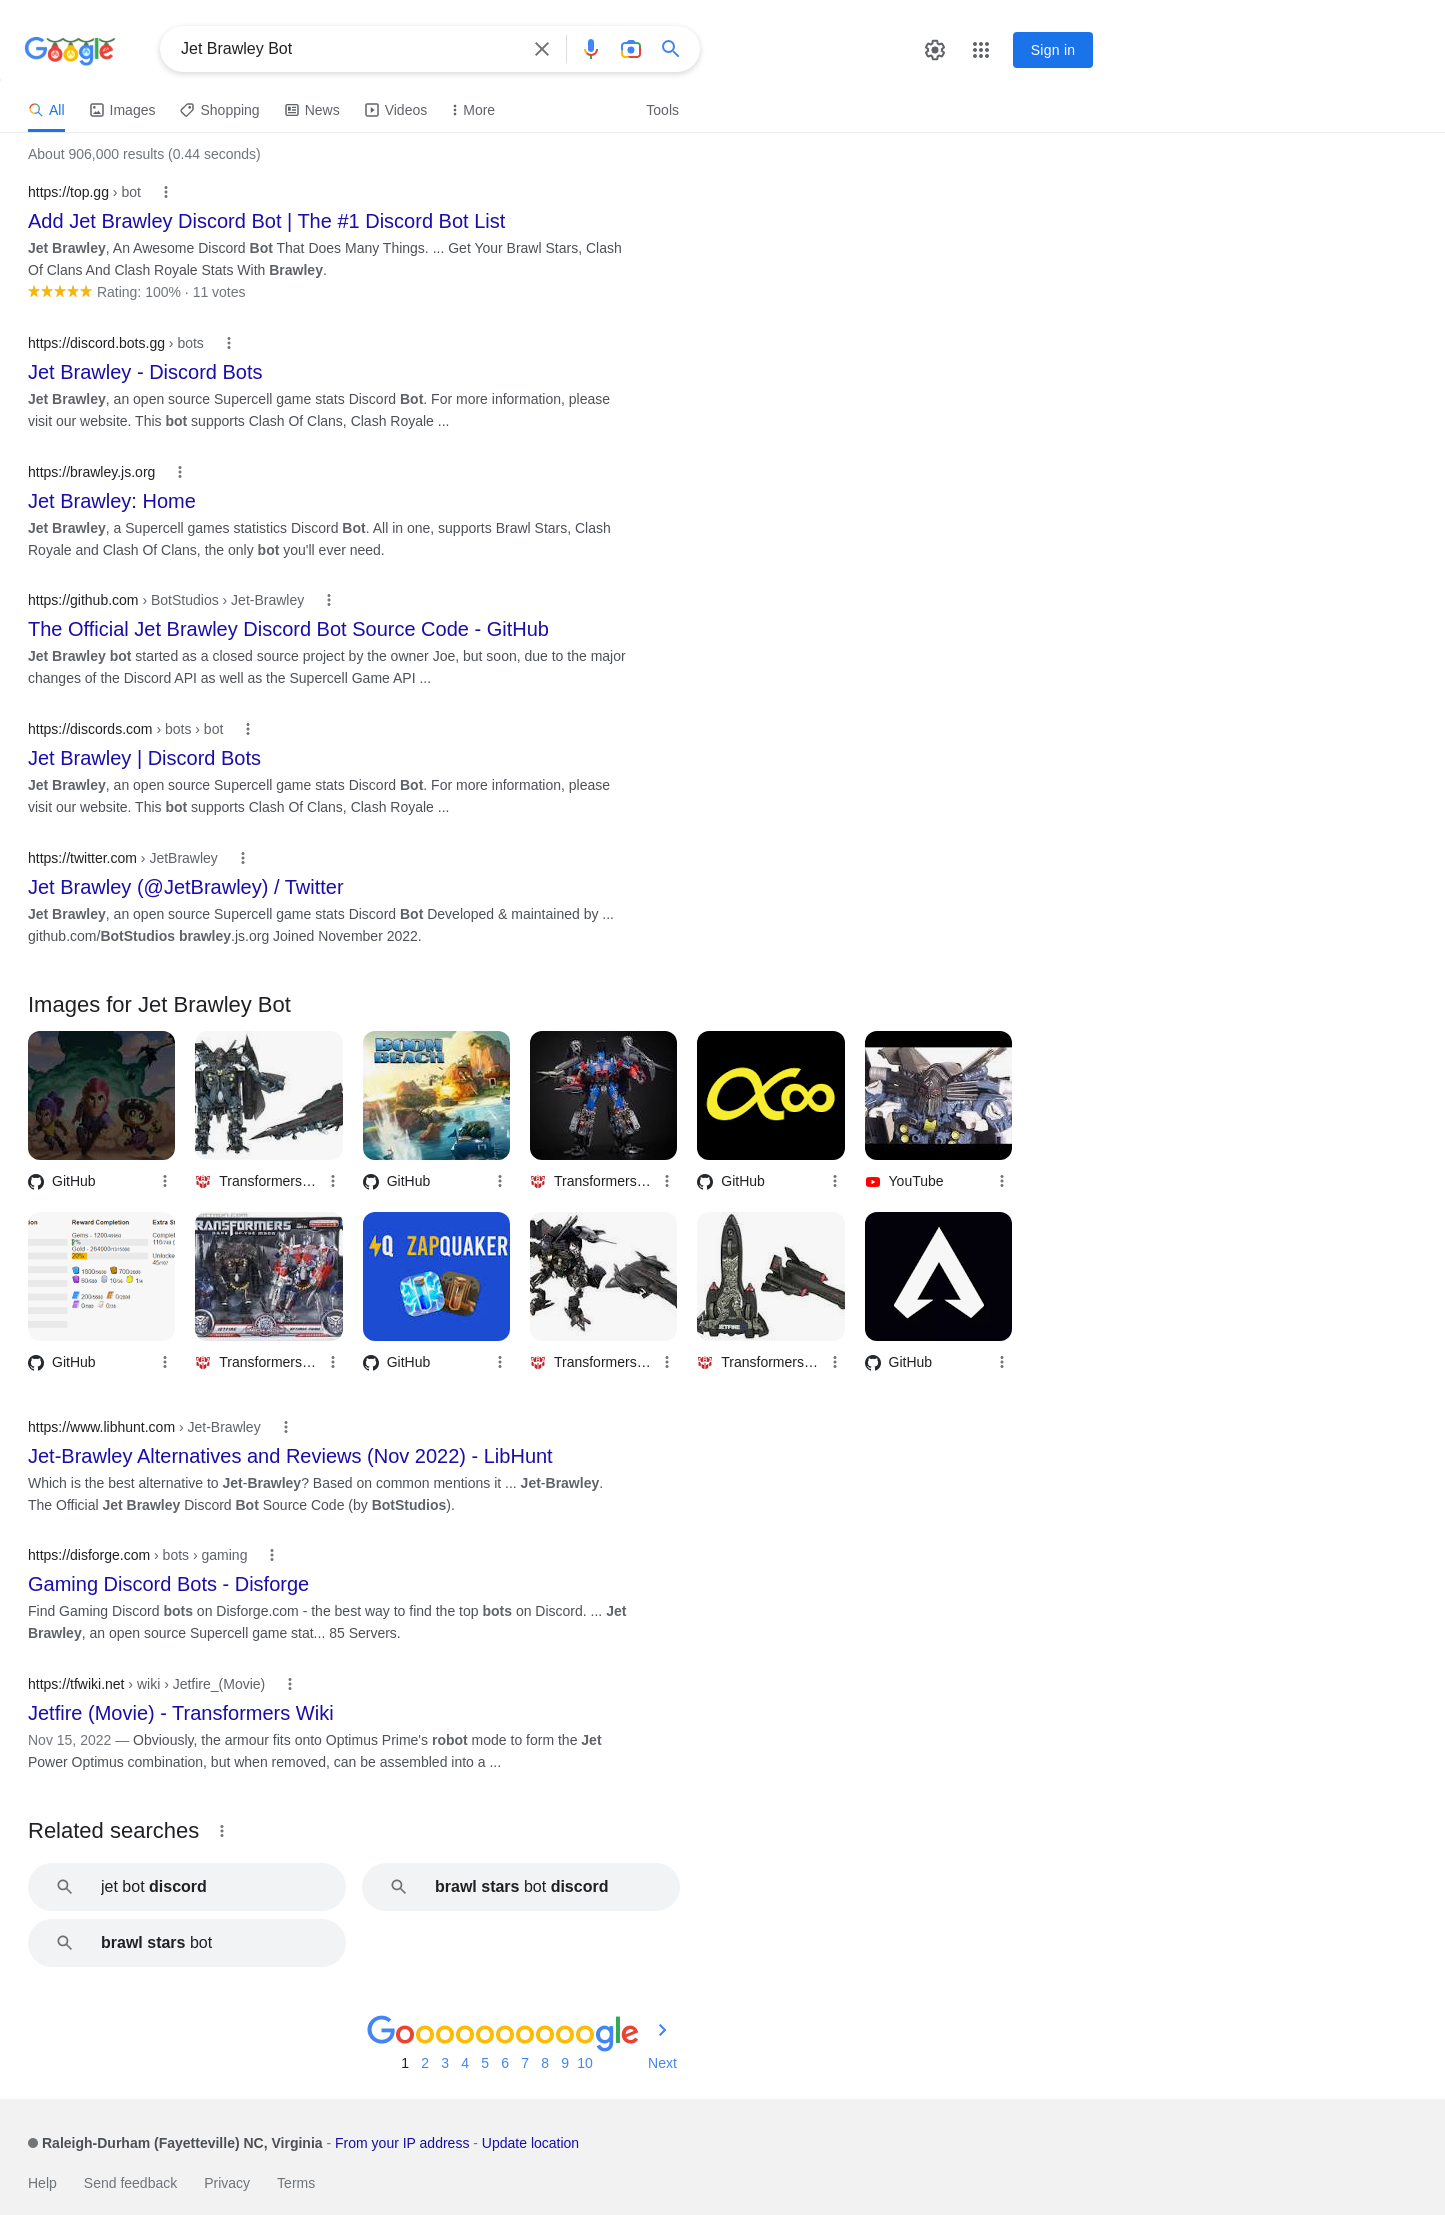 Google
Jet Brawley Bot
Sign in
All
Images
Shopping
News
Videos
More
Tools
About 906,000 results (0.44 seconds)
https://top.gg › bot
Add Jet Brawley Discord Bot | The #1 Discord Bot List
Jet Brawley, An Awesome Discord Bot That Does Many Things. ... Get Your Brawl Stars, Clash
Of Clans And Clash Royale Stats With Brawley.
Rating: 100% · 11 votes
https://discord.bots.gg › bots
Jet Brawley - Discord Bots
Jet Brawley, an open source Supercell game stats Discord Bot. For more information, please
visit our website. This bot supports Clash Of Clans, Clash Royale ...
https://brawley.js.org
Jet Brawley: Home
Jet Brawley, a Supercell games statistics Discord Bot. All in one, supports Brawl Stars, Clash
Royale and Clash Of Clans, the only bot you'll ever need.
https://github.com › BotStudios › Jet-Brawley
The Official Jet Brawley Discord Bot Source Code - GitHub
Jet Brawley bot started as a closed source project by the owner Joe, but soon, due to the major
changes of the Discord API as well as the Supercell Game API ...
https://discords.com › bots › bot
Jet Brawley | Discord Bots
Jet Brawley, an open source Supercell game stats Discord Bot. For more information, please
visit our website. This bot supports Clash Of Clans, Clash Royale ...
https://twitter.com › JetBrawley
Jet Brawley (@JetBrawley) / Twitter
Jet Brawley, an open source Supercell game stats Discord Bot Developed & maintained by ...
github.com/BotStudios brawley.js.org Joined November 2022.
Images for Jet Brawley Bot
BOOM
BEACH
GitHub
Transformers…
GitHub
Transformers…
GitHub
YouTube
ion
Reward Completion
Extra St
TRANSFORMERS
JETFIRE
ZAPQUAKER
JETFIRE
GitHub
Transformers…
GitHub
Transformers…
Transformers…
GitHub
https://www.libhunt.com › Jet-Brawley
Jet-Brawley Alternatives and Reviews (Nov 2022) - LibHunt
Which is the best alternative to Jet-Brawley? Based on common mentions it ... Jet-Brawley.
The Official Jet Brawley Discord Bot Source Code (by BotStudios).
https://disforge.com › bots › gaming
Gaming Discord Bots - Disforge
Find Gaming Discord bots on Disforge.com - the best way to find the top bots on Discord. ... Jet
Brawley, an open source Supercell game stat... 85 Servers.
https://tfwiki.net › wiki › Jetfire_(Movie)
Jetfire (Movie) - Transformers Wiki
Nov 15, 2022 — Obviously, the armour fits onto Optimus Prime's robot mode to form the Jet
Power Optimus combination, but when removed, can be assembled into a ...
Related searches
jet bot discord
brawl stars bot discord
brawl stars bot
Goooooooooogle
1 2 3 4 5 6 7 8 9 10 Next
Raleigh-Durham (Fayetteville) NC, Virginia - From your IP address - Update location
Help Send feedback Privacy Terms